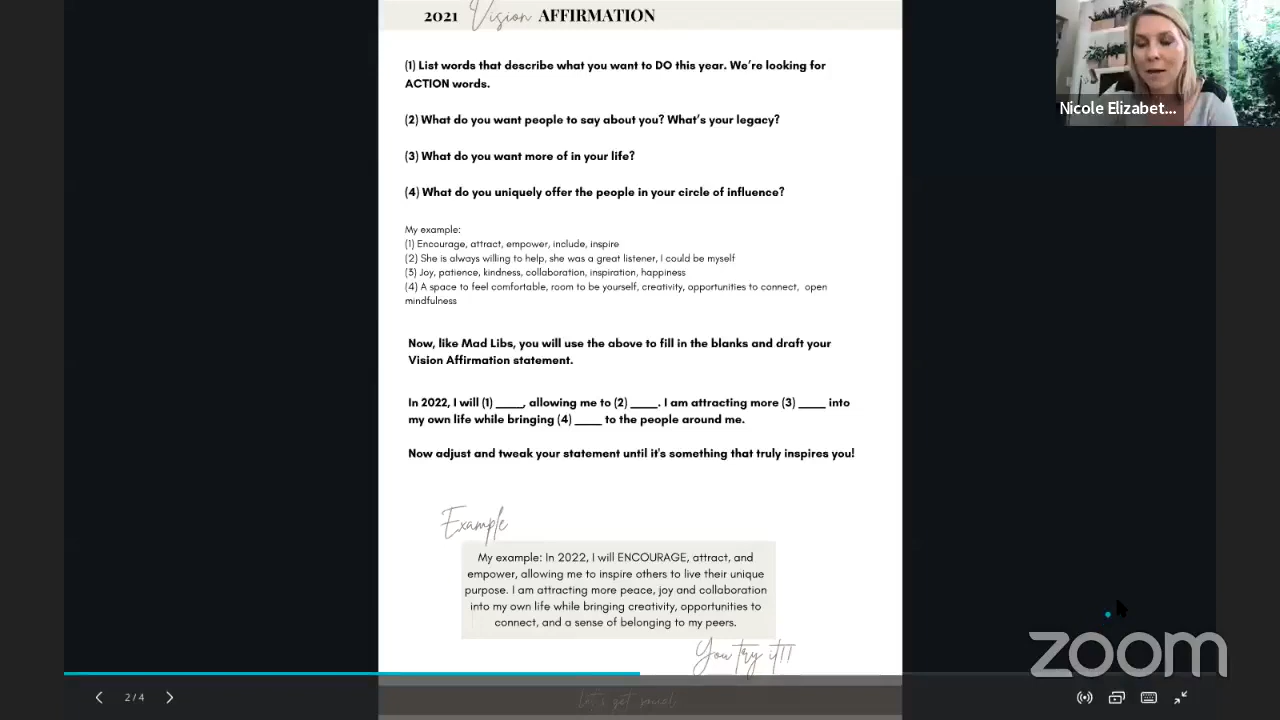 2021 Vision AFFIRMATION
Nicole Elizabet...
(1) List words that describe what you want to DO this year. We're looking for
ACTION words.
(2) What do you want people to say about you? What's your legacy?
(3) What do you want more of in your life?
(4) What do you uniquely offer the people in your circle of influence?
My example:
(1) Encourage, attract, empower, include, inspire
(2) She is always willing to help, she was a great listener, I could be myself
(3) Joy, patience, kindness, collaboration, inspiration, happiness
(4) A space to feel comfortable, room to be yourself, creativity, opportunities to connect, open
mindfulness
Now, like Mad Libs, you will use the above to fill in the blanks and draft your
Vision Affirmation statement.
In 2022, I will (1) ____, allowing me to (2) ____. I am attracting more (3) ____ into
my own life while bringing (4) ____ to the people around me.
Now adjust and tweak your statement until it's something that truly inspires you!
Example
My example: In 2022, I will ENCOURAGE, attract, and
empower, allowing me to inspire others to live their unique
purpose. I am attracting more peace, joy and collaboration
into my own life while bringing creativity, opportunities to
connect, and a sense of belonging to my peers.
You try it!!
zoom
2/4
Let's get social